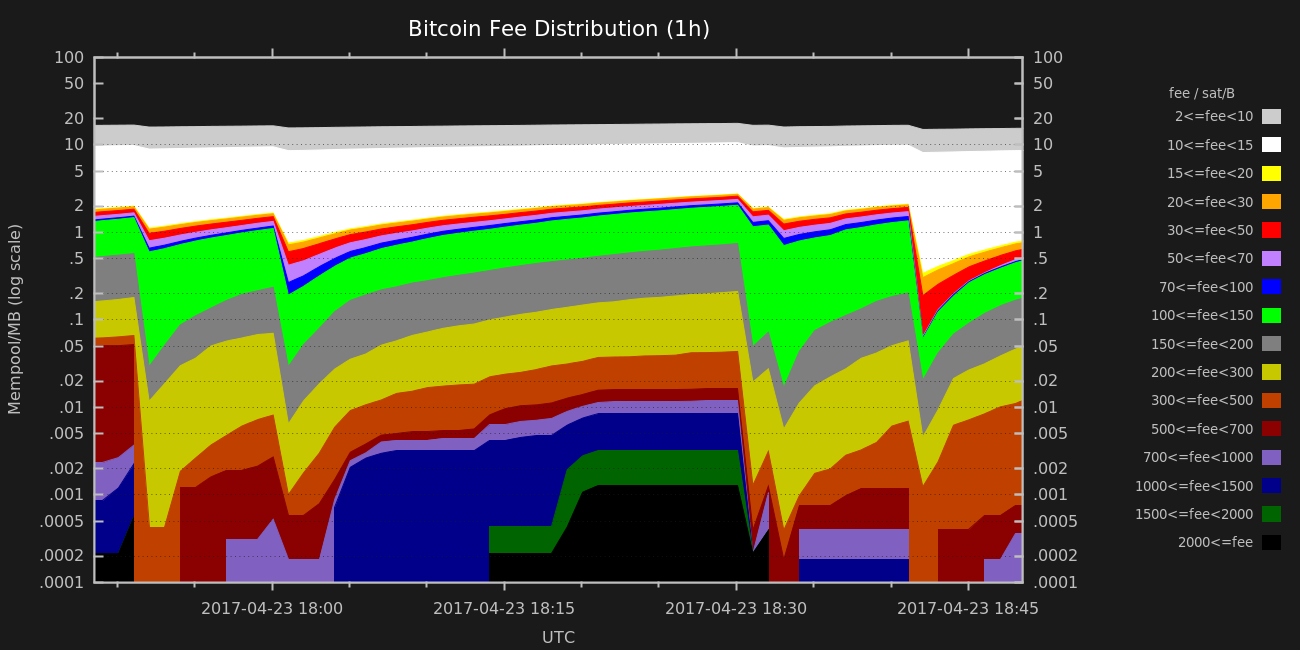 Bitcoin Fee Distribution (1h)
Mempool/MB (log scale)
100
50
20
10
5
2
1
.5
.2
.1
.05
.02
.01
.005
.002
.001
.0005
.0002
.0001
100
50
20
10
5
2
1
.5
.2
.1
.05
.02
.01
.005
.002
.001
.0005
.0002
.0001
2017-04-23 18:00
2017-04-23 18:15
2017-04-23 18:30
2017-04-23 18:45
UTC
fee / sat/B
2<=fee<10
10<=fee<15
15<=fee<20
20<=fee<30
30<=fee<50
50<=fee<70
70<=fee<100
100<=fee<150
150<=fee<200
200<=fee<300
300<=fee<500
500<=fee<700
700<=fee<1000
1000<=fee<1500
1500<=fee<2000
2000<=fee